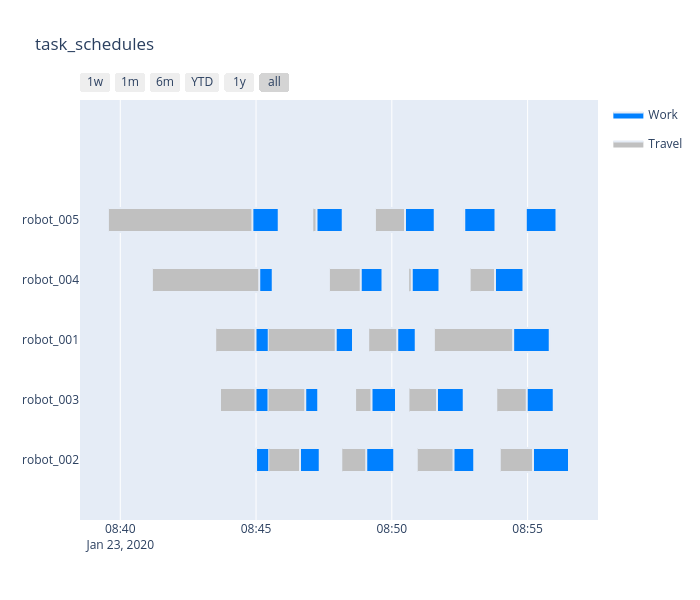 task_schedules
1w 1m 6m YTD 1y all
Work
Travel
robot_005
robot_004
robot_001
robot_003
robot_002
08:40 08:45 08:50 08:55
Jan 23, 2020